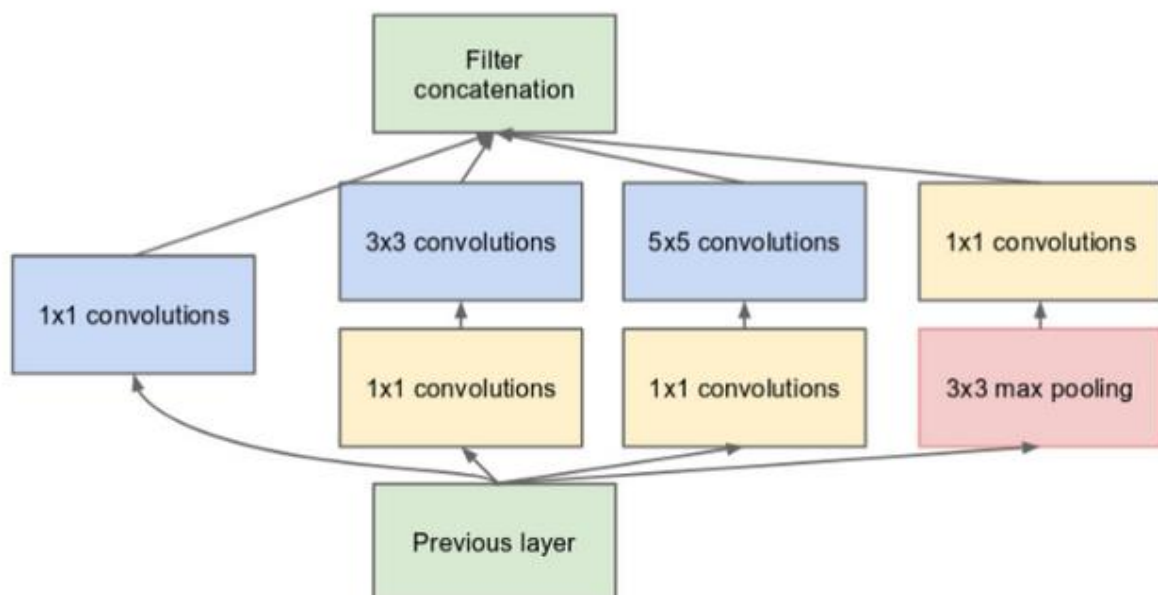 Filter
concatenation
3x3 convolutions
5x5 convolutions
1x1 convolutions
1x1 convolutions
1x1 convolutions
1x1 convolutions
3x3 max pooling
Previous layer